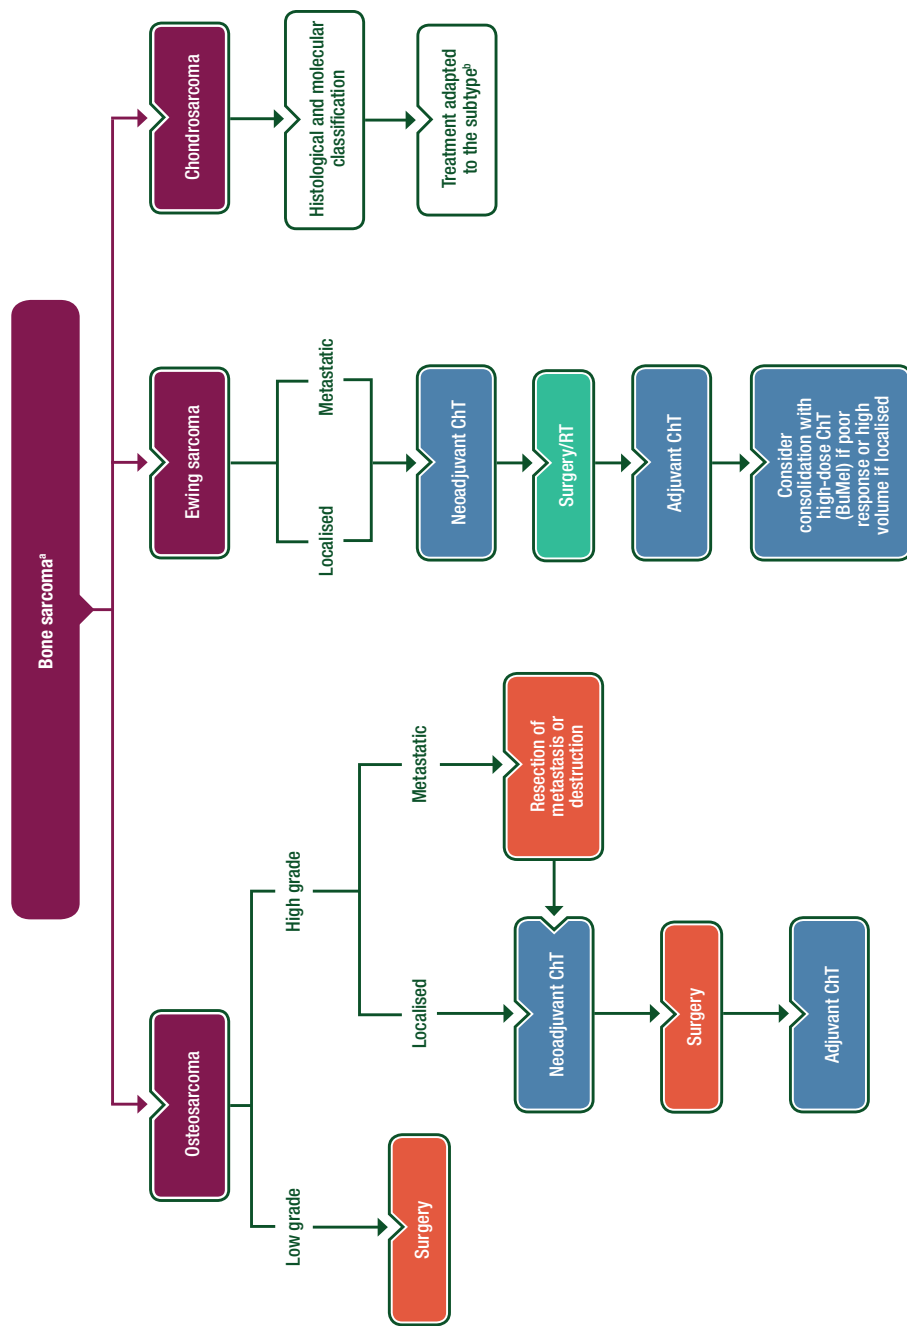 Bone sarcomaᵃ
Osteosarcoma
Low grade
Surgery
High grade
Localised
Metastatic
Resection of
metastasis or
destruction
Neoadjuvant ChT
Surgery
Adjuvant ChT
Ewing sarcoma
Localised
Metastatic
Neoadjuvant ChT
Surgery/RT
Adjuvant ChT
Consider
consolidation with
high-dose ChT
(BuMel) if poor
response or high
volume if localised
Chondrosarcoma
Histological and molecular
classification
Treatment adapted
to the subtypeᵇ